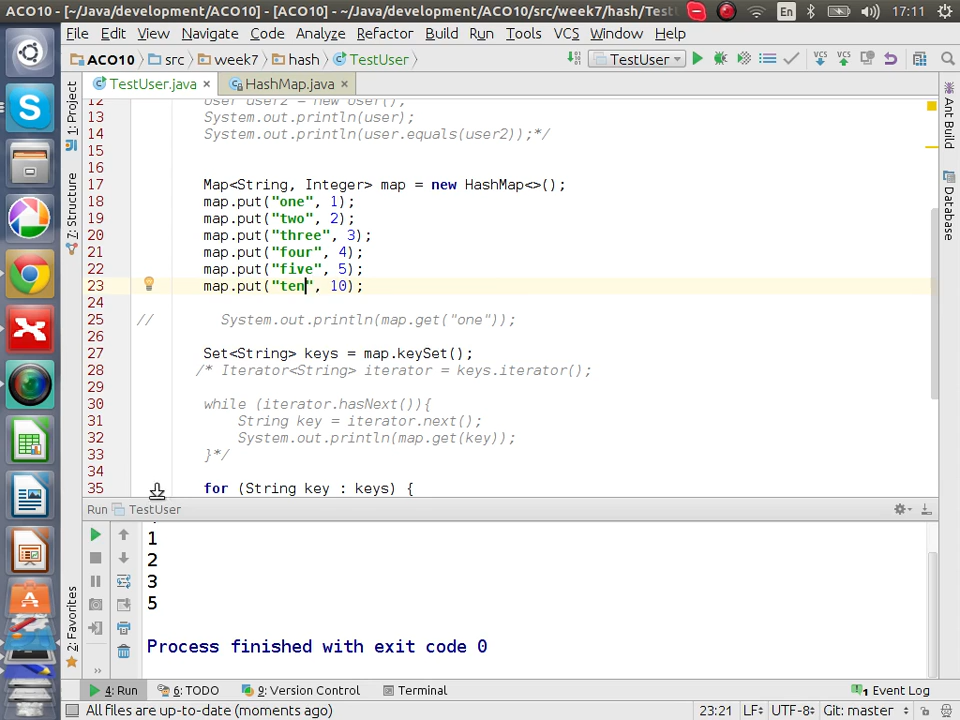 ACO10 - [~/Java/development/ACO10] - [ACO10] - ~/Java/development/ACO10/src/week7/hash/TestU
En
17:11
File Edit View Navigate Code Analyze Refactor Build Run Tools VCS Window Help
ACO10 src week7 hash TestUser
TestUser
VCS VCS
TestUser.java HashMap.java
1: Project
7: Structure
2: Favorites
Ant Build
Database
12 User user2 = new User();
13 System.out.println(user);
14 System.out.println(user.equals(user2));*/
15
16
17 Map<String, Integer> map = new HashMap<>();
18 map.put("one", 1);
19 map.put("two", 2);
20 map.put("three", 3);
21 map.put("four", 4);
22 map.put("five", 5);
23 map.put("ten", 10);
24
25 // System.out.println(map.get("one"));
26
27 Set<String> keys = map.keySet();
28 /* Iterator<String> iterator = keys.iterator();
29
30 while (iterator.hasNext()){
31 String key = iterator.next();
32 System.out.println(map.get(key));
33 }*/
34
35 for (String key : keys) {
Run TestUser
1
2
3
5
Process finished with exit code 0
4: Run 6: TODO 9: Version Control Terminal 1 Event Log
All files are up-to-date (moments ago) 23:21 LF UTF-8 Git: master